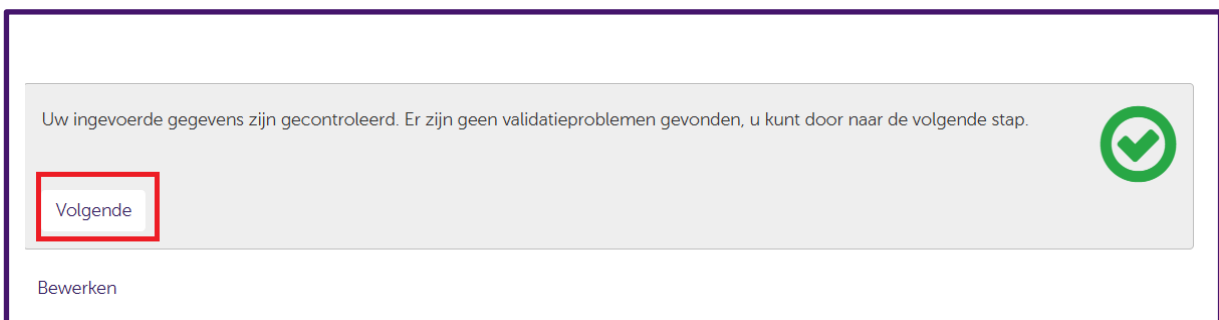 Uw ingevoerde gegevens zijn gecontroleerd. Er zijn geen validatieproblemen gevonden, u kunt door naar de volgende stap.
Volgende
Bewerken